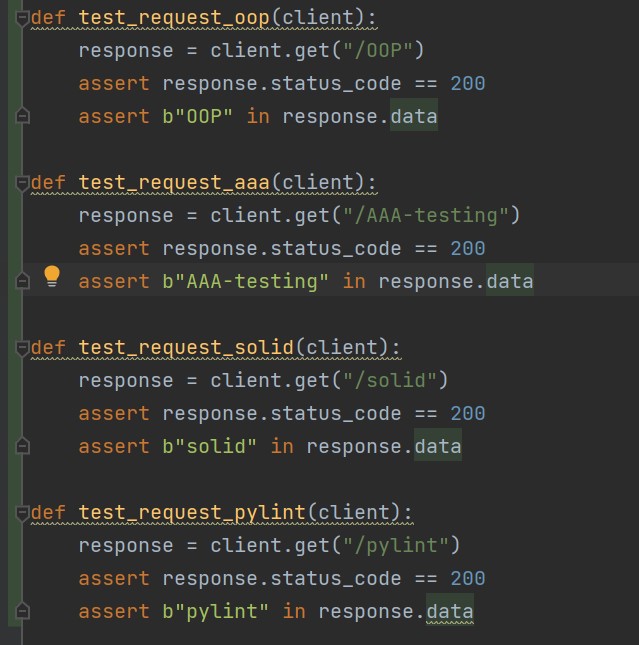 def test_request_oop(client):
    response = client.get("/OOP")
    assert response.status_code == 200
    assert b"OOP" in response.data
def test_request_aaa(client):
    response = client.get("/AAA-testing")
    assert response.status_code == 200
    assert b"AAA-testing" in response.data
def test_request_solid(client):
    response = client.get("/solid")
    assert response.status_code == 200
    assert b"solid" in response.data
def test_request_pylint(client):
    response = client.get("/pylint")
    assert response.status_code == 200
    assert b"pylint" in response.data